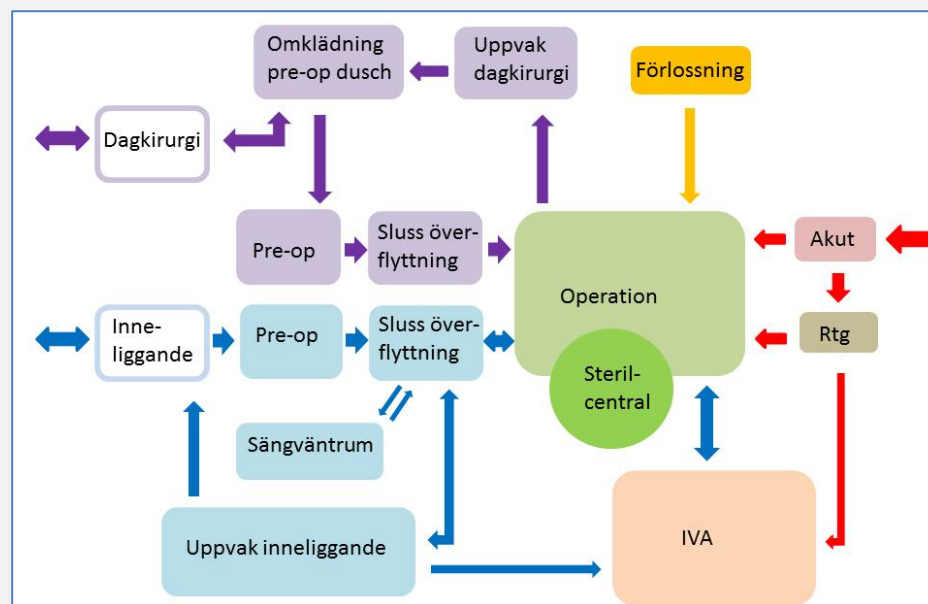 Omklädning
pre-op dusch
Uppvak
dagkirurgi
Förlossning
Dagkirurgi
Pre-op
Sluss över-
flyttning
Akut
Operation
Inne-
liggande
Pre-op
Sluss över-
flyttning
Rtg
Steril-
central
Sängväntrum
Uppvak inneliggande
IVA